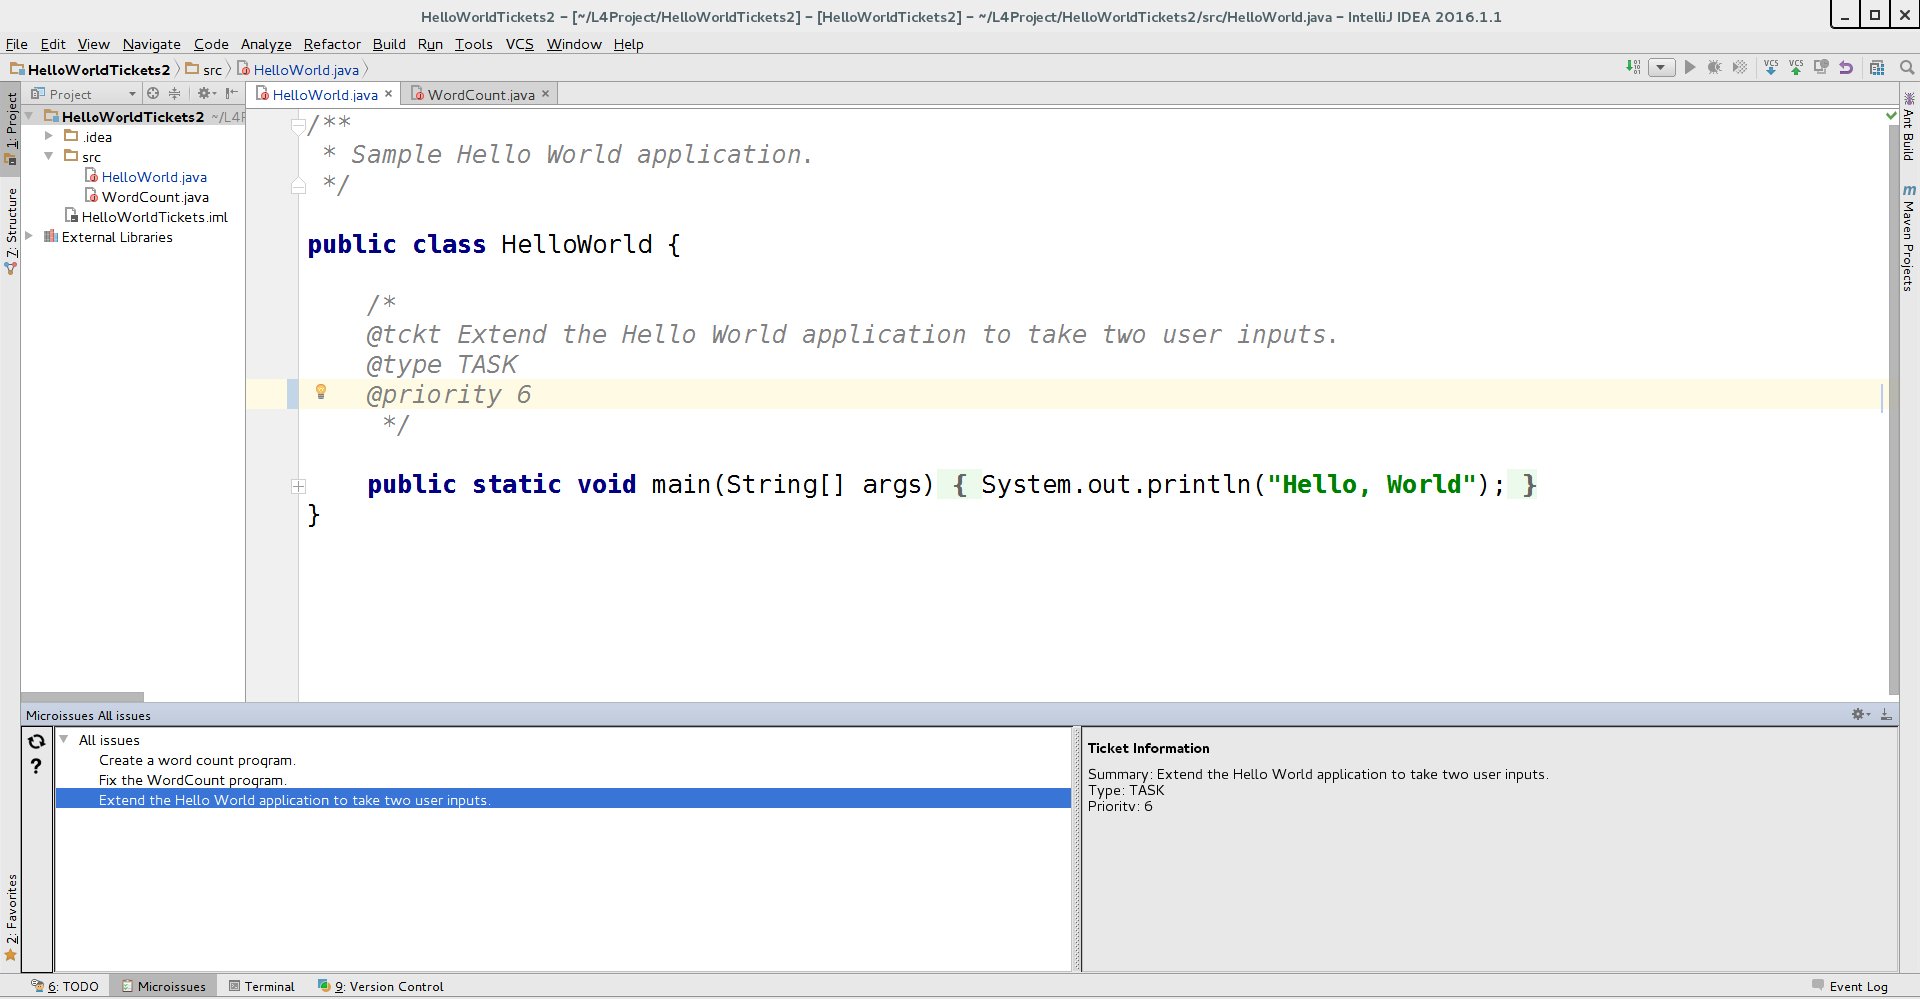 HelloWorldTickets2 – [~/L4Project/HelloWorldTickets2] – [HelloWorldTickets2] – ~/L4Project/HelloWorldTickets2/src/HelloWorld.java – IntelliJ IDEA 2016.1.1
File Edit View Navigate Code Analyze Refactor Build Run Tools VCS Window Help
HelloWorldTickets2 src HelloWorld.java
VCS VCS
1: Project
7: Structure
2: Favorites
Project
HelloWorldTickets2 ~/L4P
.idea
src
HelloWorld.java
WordCount.java
HelloWorldTickets.iml
External Libraries
HelloWorld.java × WordCount.java ×
/**
* Sample Hello World application.
*/
public class HelloWorld {
/*
@tckt Extend the Hello World application to take two user inputs.
@type TASK
@priority 6
*/
public static void main(String[] args) { System.out.println("Hello, World"); }
}
Ant Build
m Maven Projects
Microissues All issues
?
All issues
Create a word count program.
Fix the WordCount program.
Extend the Hello World application to take two user inputs.
Ticket Information
Summary: Extend the Hello World application to take two user inputs.
Type: TASK
Priority: 6
6: TODO Microissues Terminal 9: Version Control Event Log